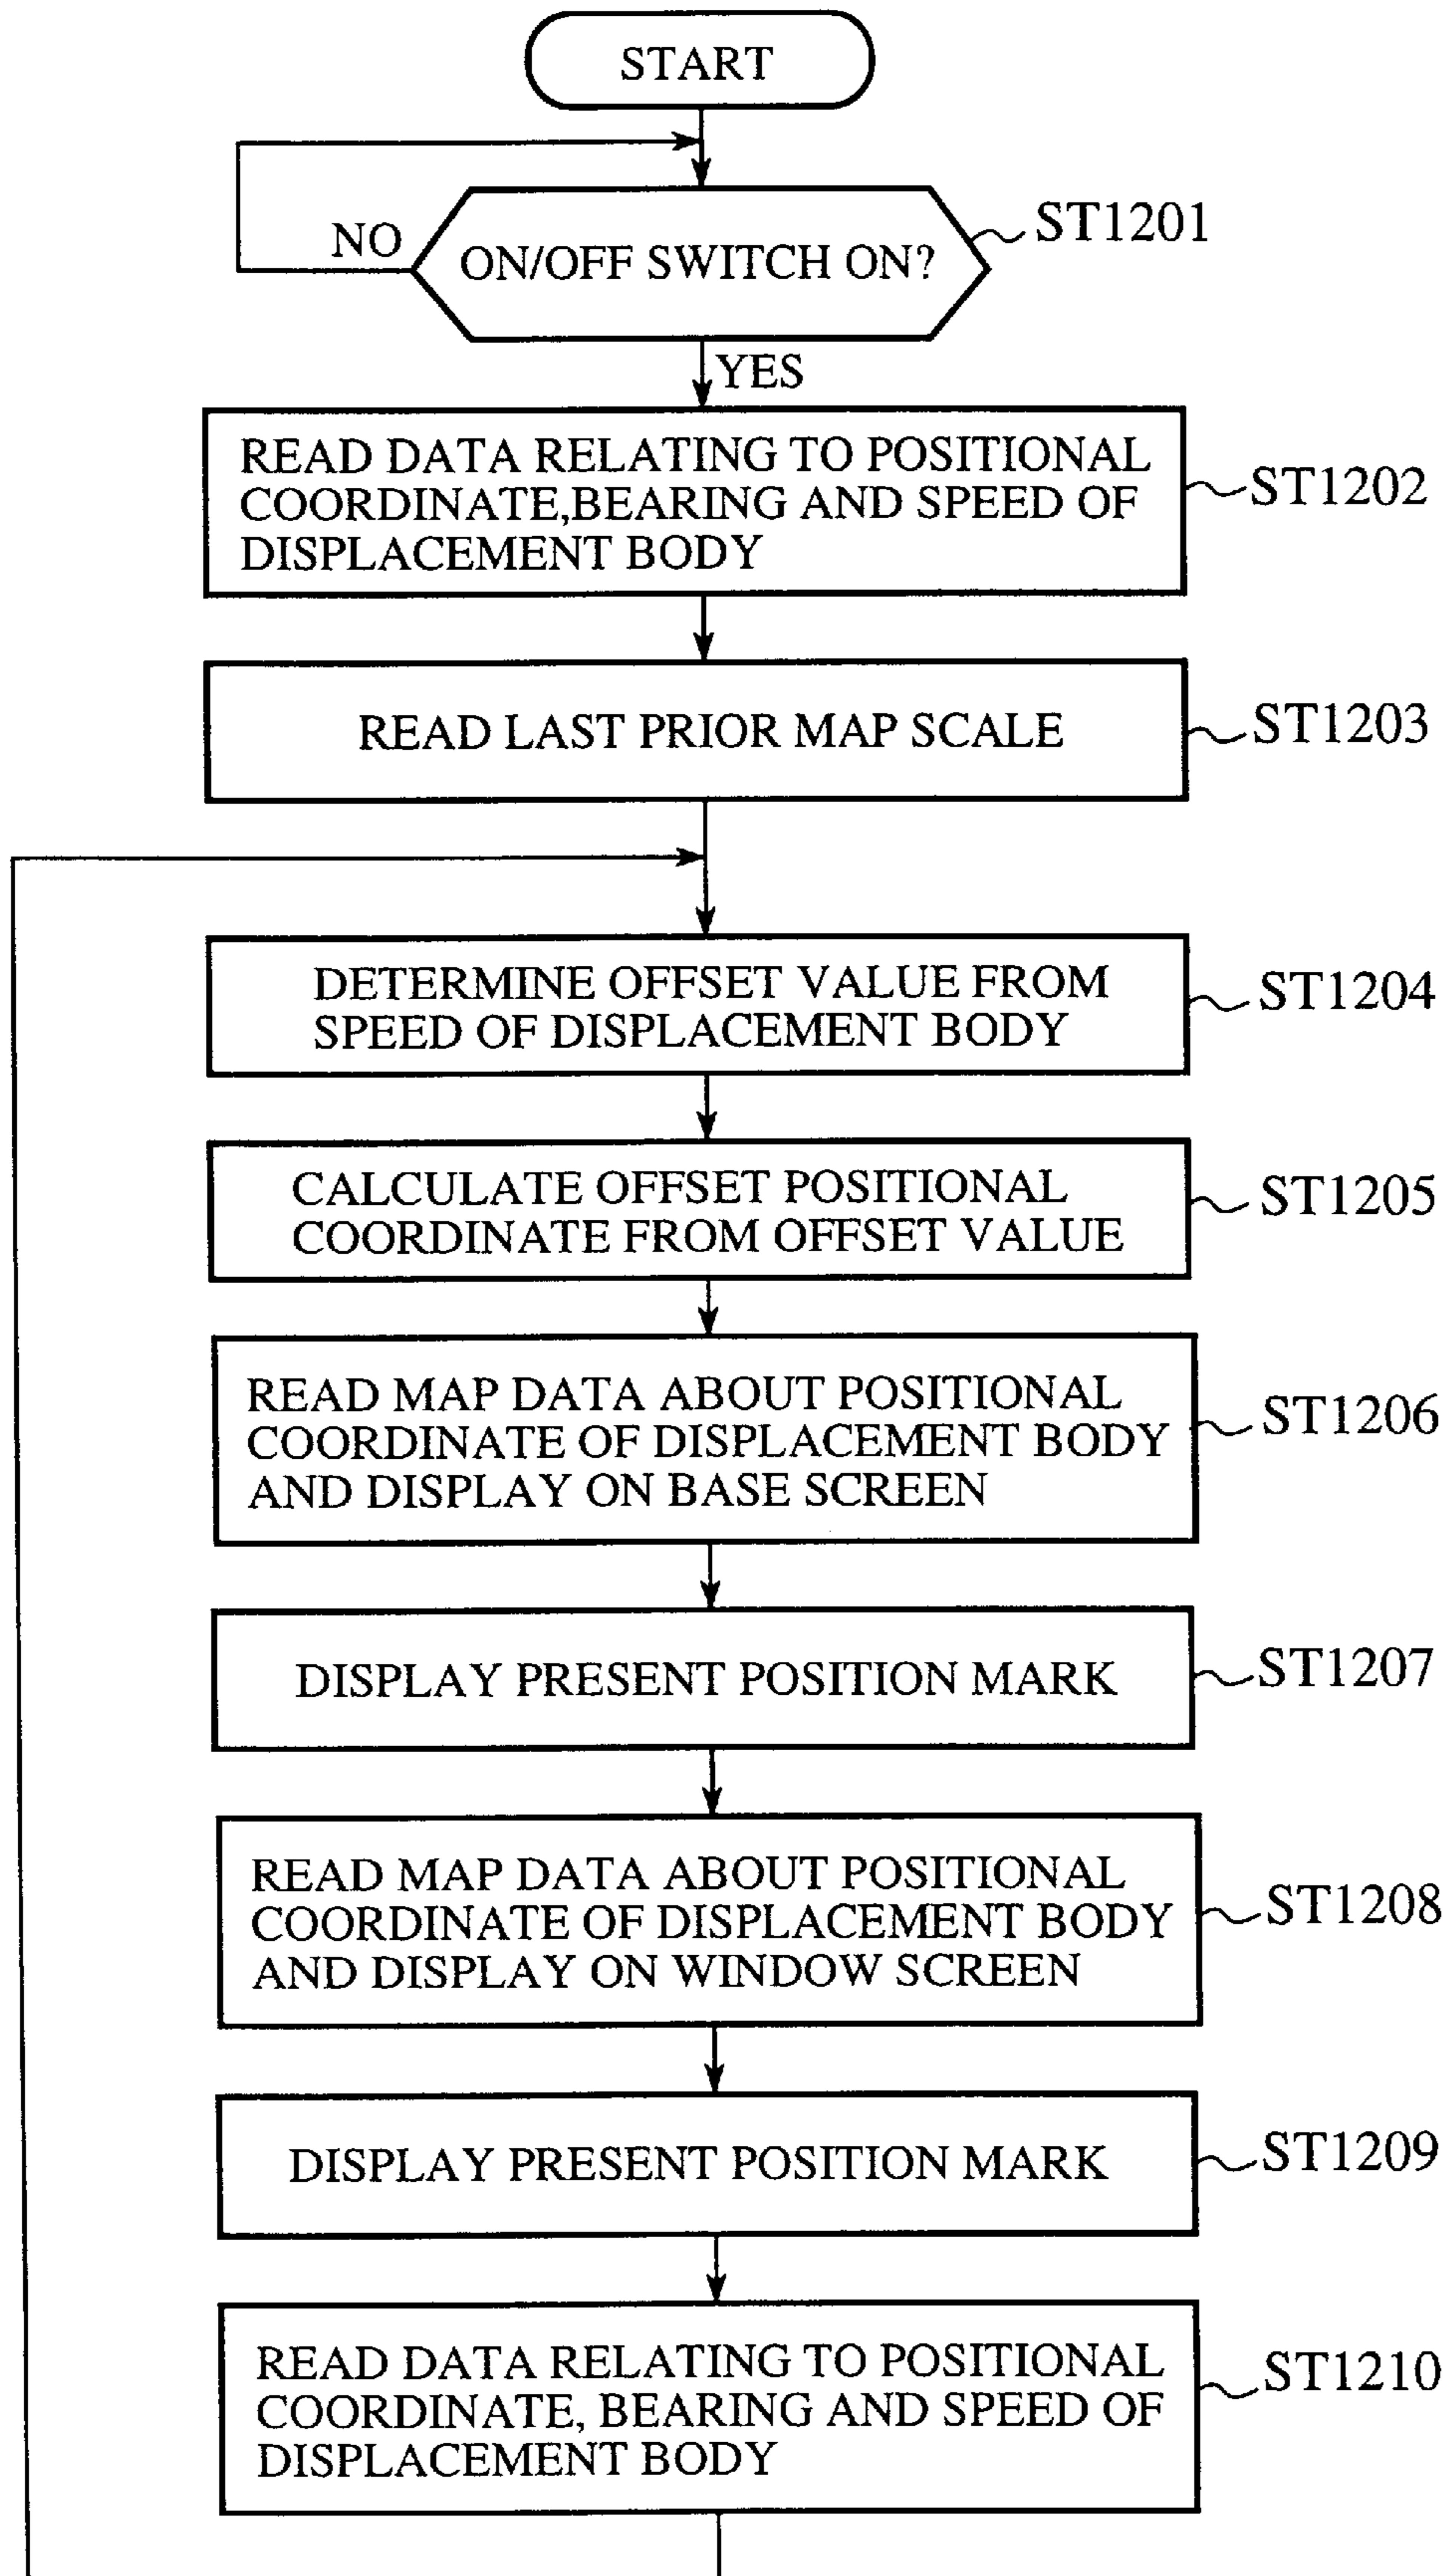 START
NO
ON/OFF SWITCH ON?
ST1201
YES
READ DATA RELATING TO POSITIONAL
COORDINATE,BEARING AND SPEED OF
DISPLACEMENT BODY
ST1202
READ LAST PRIOR MAP SCALE
ST1203
DETERMINE OFFSET VALUE FROM
SPEED OF DISPLACEMENT BODY
ST1204
CALCULATE OFFSET POSITIONAL
COORDINATE FROM OFFSET VALUE
ST1205
READ MAP DATA ABOUT POSITIONAL
COORDINATE OF DISPLACEMENT BODY
AND DISPLAY ON BASE SCREEN
ST1206
DISPLAY PRESENT POSITION MARK
ST1207
READ MAP DATA ABOUT POSITIONAL
COORDINATE OF DISPLACEMENT BODY
AND DISPLAY ON WINDOW SCREEN
ST1208
DISPLAY PRESENT POSITION MARK
ST1209
READ DATA RELATING TO POSITIONAL
COORDINATE, BEARING AND SPEED OF
DISPLACEMENT BODY
ST1210